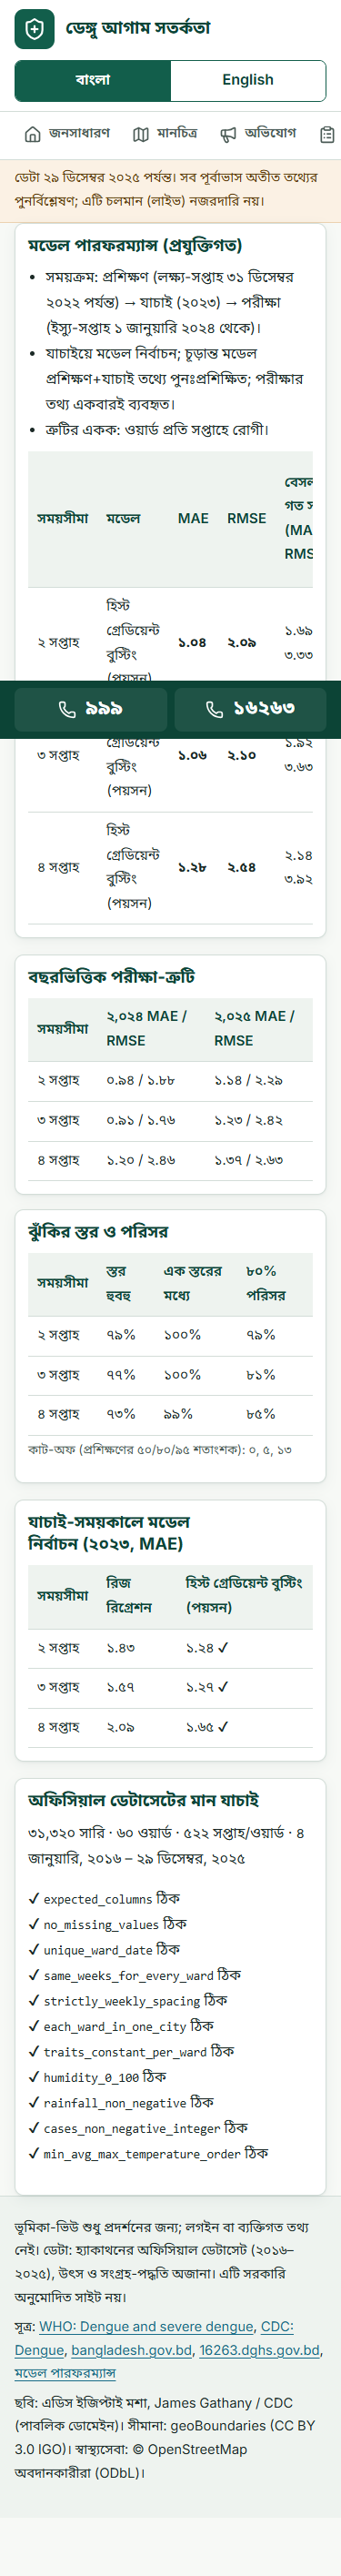 ডেঙ্গু আগাম সতর্কতা
বাংলা
English
জনসাধারণ
মানচিত্র
অভিযোগ
ডেটা ২৯ ডিসেম্বর ২০২৫ পর্যন্ত। সব পূর্বাভাস অতীত তথ্যের
পুনর্বিশ্লেষণ; এটি চলমান (লাইভ) নজরদারি নয়।
মডেল পারফরম্যান্স (প্রযুক্তিগত)
• সময়ক্রম: প্রশিক্ষণ (লক্ষ্য-সপ্তাহ ৩১ ডিসেম্বর
২০২২ পর্যন্ত) → যাচাই (২০২৩) → পরীক্ষা
(ইস্যু-সপ্তাহ ১ জানুয়ারি ২০২৪ থেকে)।
• যাচাইয়ে মডেল নির্বাচন; চূড়ান্ত মডেল
প্রশিক্ষণ+যাচাই তথ্যে পুনঃপ্রশিক্ষিত; পরীক্ষার
তথ্য একবারই ব্যবহৃত।
• ত্রুটির একক: ওয়ার্ড প্রতি সপ্তাহে রোগী।
সময়সীমা মডেল MAE RMSE
হিস্ট
গ্রেডিয়েন্ট
বুস্টিং
(পয়সন)
২ সপ্তাহ ১.০৪ ২.০৯ ১.৬৯
৩.৩৩
৯৯৯
১৬২৬৩
গ্রেডিয়েন্ট
বুস্টিং
(পয়সন)
৩ সপ্তাহ ১.০৬ ২.১০ ১.৯২
৩.৬৩
হিস্ট
গ্রেডিয়েন্ট
বুস্টিং
(পয়সন)
৪ সপ্তাহ ১.২৮ ২.৫৪ ২.১৪
৩.৯২
বছরভিত্তিক পরীক্ষা-ত্রুটি
সময়সীমা ২,০২৪ MAE / RMSE ২,০২৫ MAE / RMSE
২ সপ্তাহ ০.৯৪ / ১.৮৮ ১.১৪ / ২.২৯
৩ সপ্তাহ ০.৯১ / ১.৭৬ ১.২৩ / ২.৪২
৪ সপ্তাহ ১.২০ / ২.৪৬ ১.৩৭ / ২.৬৩
ঝুঁকির স্তর ও পরিসর
সময়সীমা স্তর হুবহু এক স্তরের মধ্যে ৮০% পরিসর
২ সপ্তাহ ৭৯% ১০০% ৭৯%
৩ সপ্তাহ ৭৭% ১০০% ৮১%
৪ সপ্তাহ ৭৩% ৯৯% ৮৫%
কাট-অফ (প্রশিক্ষণের ৫০/৮০/৯৫ শতাংশক): ০, ৫, ১৩
যাচাই-সময়কালে মডেল
নির্বাচন (২০২৩, MAE)
সময়সীমা রিজ রিগ্রেশন হিস্ট গ্রেডিয়েন্ট বুস্টিং (পয়সন)
২ সপ্তাহ ১.৪৩ ১.২৪ ✓
৩ সপ্তাহ ১.৫৭ ১.২৭ ✓
৪ সপ্তাহ ২.০৯ ১.৬৫ ✓
অফিসিয়াল ডেটাসেটের মান যাচাই
৩১,৩২০ সারি · ৬০ ওয়ার্ড · ৫২২ সপ্তাহ/ওয়ার্ড · ৪
জানুয়ারি, ২০১৬ – ২৯ ডিসেম্বর, ২০২৫
✓ expected_columns ঠিক
✓ no_missing_values ঠিক
✓ unique_ward_date ঠিক
✓ same_weeks_for_every_ward ঠিক
✓ strictly_weekly_spacing ঠিক
✓ each_ward_in_one_city ঠিক
✓ traits_constant_per_ward ঠিক
✓ humidity_0_100 ঠিক
✓ rainfall_non_negative ঠিক
✓ cases_non_negative_integer ঠিক
✓ min_avg_max_temperature_order ঠিক
ভূমিকা-ভিউ শুধু প্রদর্শনের জন্য; লগইন বা ব্যক্তিগত তথ্য
নেই। ডেটা: হ্যাকাথনের অফিসিয়াল ডেটাসেট (২০১৬–
২০২৫), উৎস ও সংগ্রহ-পদ্ধতি অজানা। এটি সরকারি
অনুমোদিত সাইট নয়।
সূত্র: WHO: Dengue and severe dengue, CDC:
Dengue, bangladesh.gov.bd, 16263.dghs.gov.bd,
মডেল পারফরম্যান্স
ছবি: এডিস ইজিপ্টাই মশা, James Gathany / CDC
(পাবলিক ডোমেইন)। সীমানা: geoBoundaries (CC BY
3.0 IGO)। স্বাস্থ্যসেবা: © OpenStreetMap
অবদানকারীরা (ODbL)।